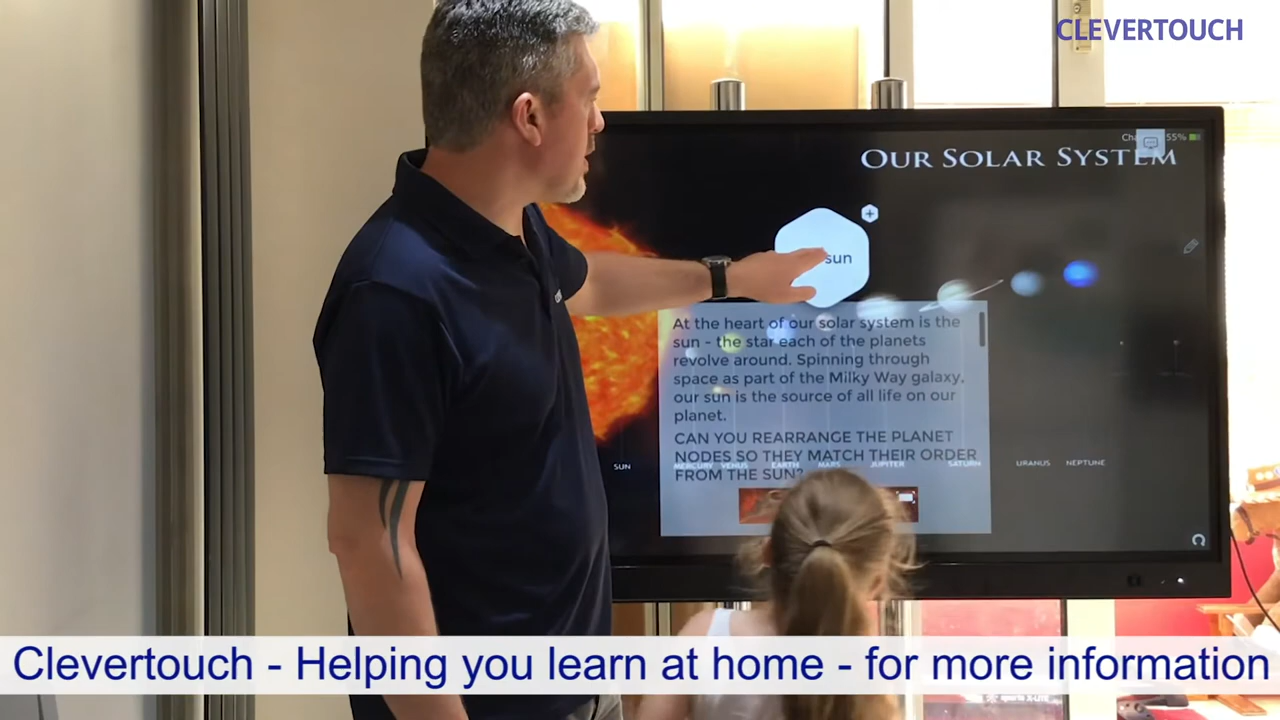 CLEVERTOUCH
55%
OUR SOLAR SYSTEM
sun
At the heart of our solar system is the
sun - the star each of the planets
revolve around. Spinning through
space as part of the Milky Way galaxy,
our sun is the source of all life on our
planet.
CAN YOU REARRANGE THE PLANET
NODES SO THEY MATCH THEIR ORDER
FROM THE SUN?
SUN MERCURY VENUS EARTH MARS JUPITER SATURN URANUS NEPTUNE
Clevertouch - Helping you learn at home - for more information